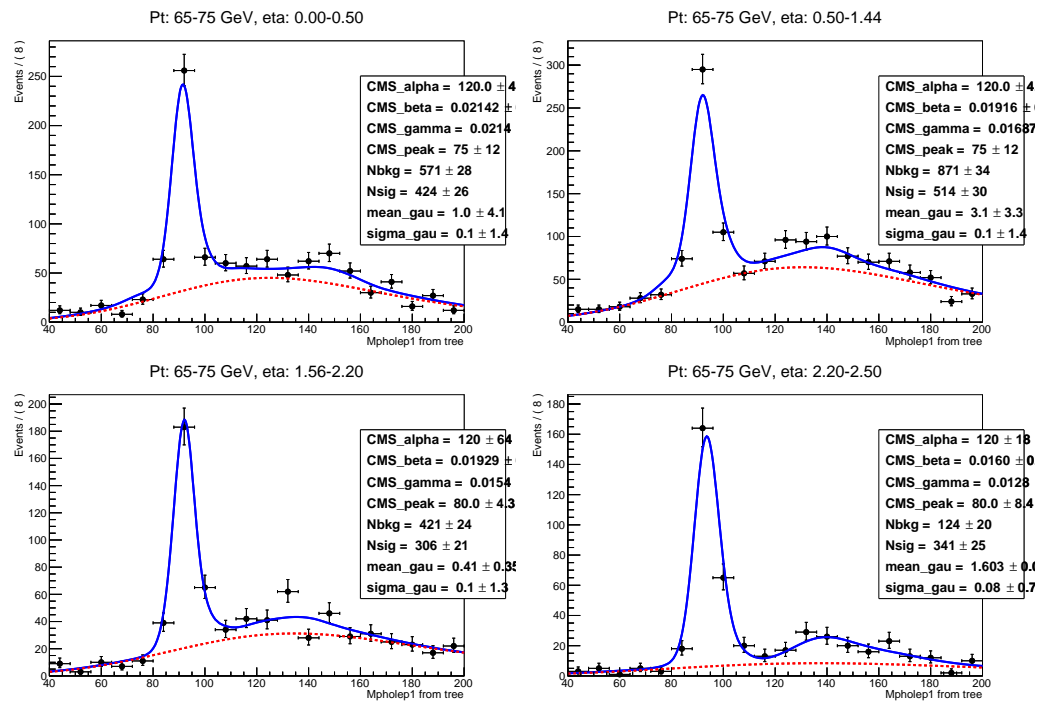 Pt: 65-75 GeV, eta: 0.00-0.50
Events / ( 8 )
250
200
150
100
50
0
40 60 80 100 120 140 160 180 200
Mpholep1 from tree
CMS_alpha = 120.0 ± 4
CMS_beta = 0.02142 ±
CMS_gamma = 0.0214
CMS_peak = 75 ± 12
Nbkg = 571 ± 28
Nsig = 424 ± 26
mean_gau = 1.0 ± 4.1
sigma_gau = 0.1 ± 1.4
Pt: 65-75 GeV, eta: 0.50-1.44
Events / ( 8 )
300
250
200
150
100
50
0
40 60 80 100 120 140 160 180 200
Mpholep1 from tree
CMS_alpha = 120.0 ± 4
CMS_beta = 0.01916 ±
CMS_gamma = 0.01687
CMS_peak = 75 ± 12
Nbkg = 871 ± 34
Nsig = 514 ± 30
mean_gau = 3.1 ± 3.3
sigma_gau = 0.1 ± 1.4
Pt: 65-75 GeV, eta: 1.56-2.20
Events / ( 8 )
200
180
160
140
120
100
80
60
40
20
0
40 60 80 100 120 140 160 180 200
Mpholep1 from tree
CMS_alpha = 120 ± 64
CMS_beta = 0.01929 ±
CMS_gamma = 0.0154
CMS_peak = 80.0 ± 4.3
Nbkg = 421 ± 24
Nsig = 306 ± 21
mean_gau = 0.41 ± 0.35
sigma_gau = 0.1 ± 1.3
Pt: 65-75 GeV, eta: 2.20-2.50
Events / ( 8 )
180
160
140
120
100
80
60
40
20
0
40 60 80 100 120 140 160 180 200
Mpholep1 from tree
CMS_alpha = 120 ± 18
CMS_beta = 0.0160 ± 0
CMS_gamma = 0.0128
CMS_peak = 80.0 ± 8.4
Nbkg = 124 ± 20
Nsig = 341 ± 25
mean_gau = 1.603 ± 0.0
sigma_gau = 0.08 ± 0.7